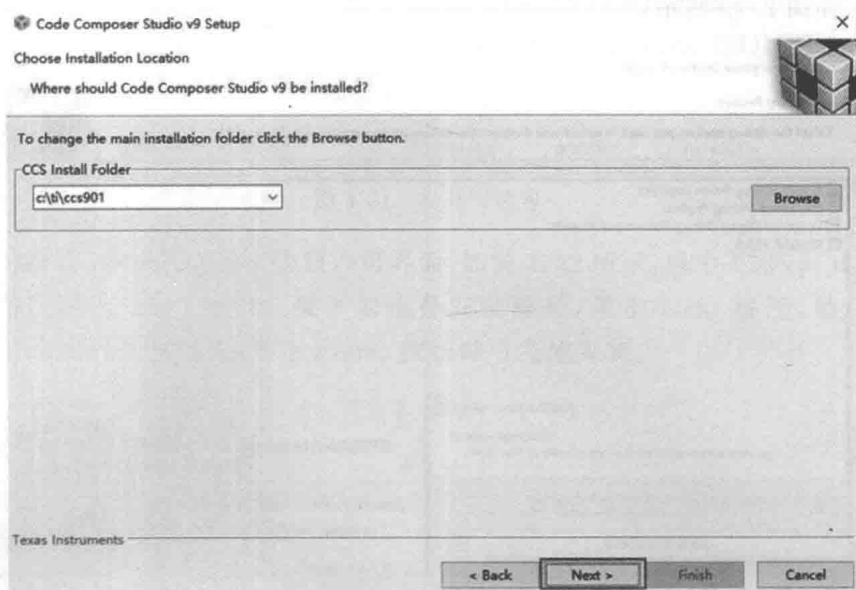 Code Composer Studio v9 Setup
Choose Installation Location
Where should Code Composer Studio v9 be installed?
To change the main installation folder click the Browse button.
CCS Install Folder
c:\ti\ccs901
Browse
Texas Instruments
< Back
Next >
Finish
Cancel